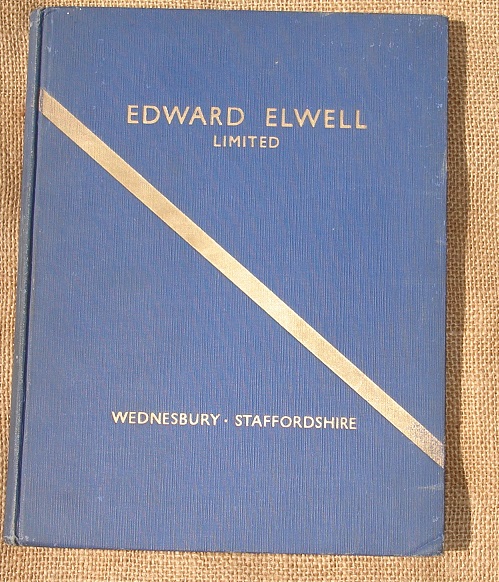 EDWARD ELWELL
LIMITED
WEDNESBURY · STAFFORDSHIRE